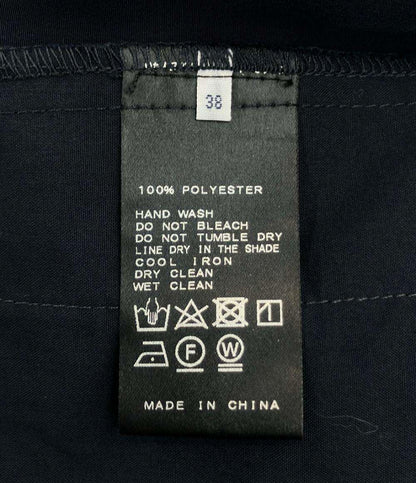 38
100% POLYESTER
HAND WASH
DO NOT BLEACH
DO NOT TUMBLE DRY
LINE DRY IN THE SHADE
COOL IRON
DRY CLEAN
WET CLEAN
F W
MADE IN CHINA